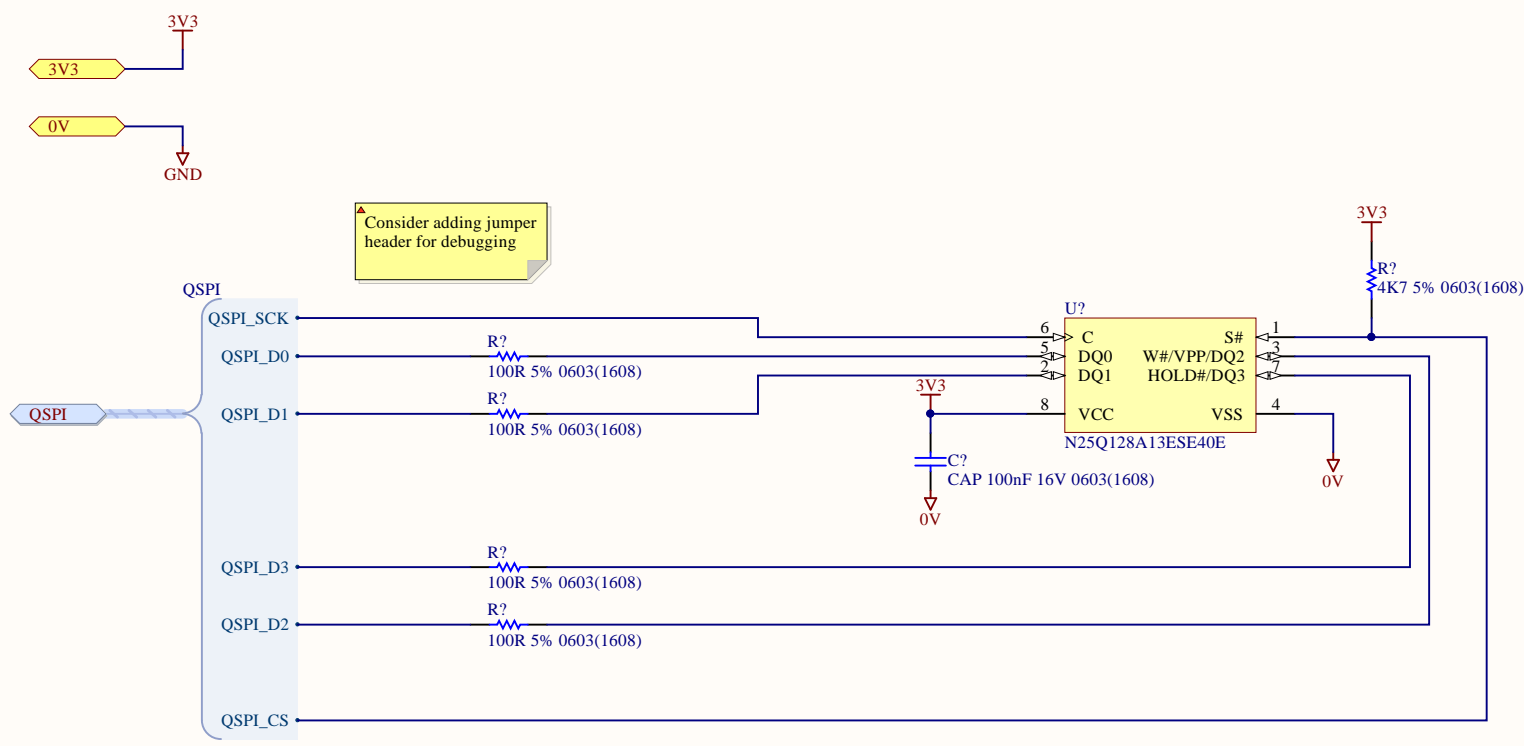 3V3
3V3
0V
GND
Consider adding jumper
header for debugging
3V3
R?
4K7 5% 0603(1608)
QSPI
QSPI_SCK
U?
6
C
S#
1
QSPI_D0
R?
100R 5% 0603(1608)
5
DQ0
W#/VPP/DQ2
3
2
DQ1
HOLD#/DQ3
7
QSPI
QSPI_D1
R?
100R 5% 0603(1608)
3V3
8
VCC
VSS
4
N25Q128A13ESE40E
C?
CAP 100nF 16V 0603(1608)
0V
0V
QSPI_D3
R?
100R 5% 0603(1608)
QSPI_D2
R?
100R 5% 0603(1608)
QSPI_CS